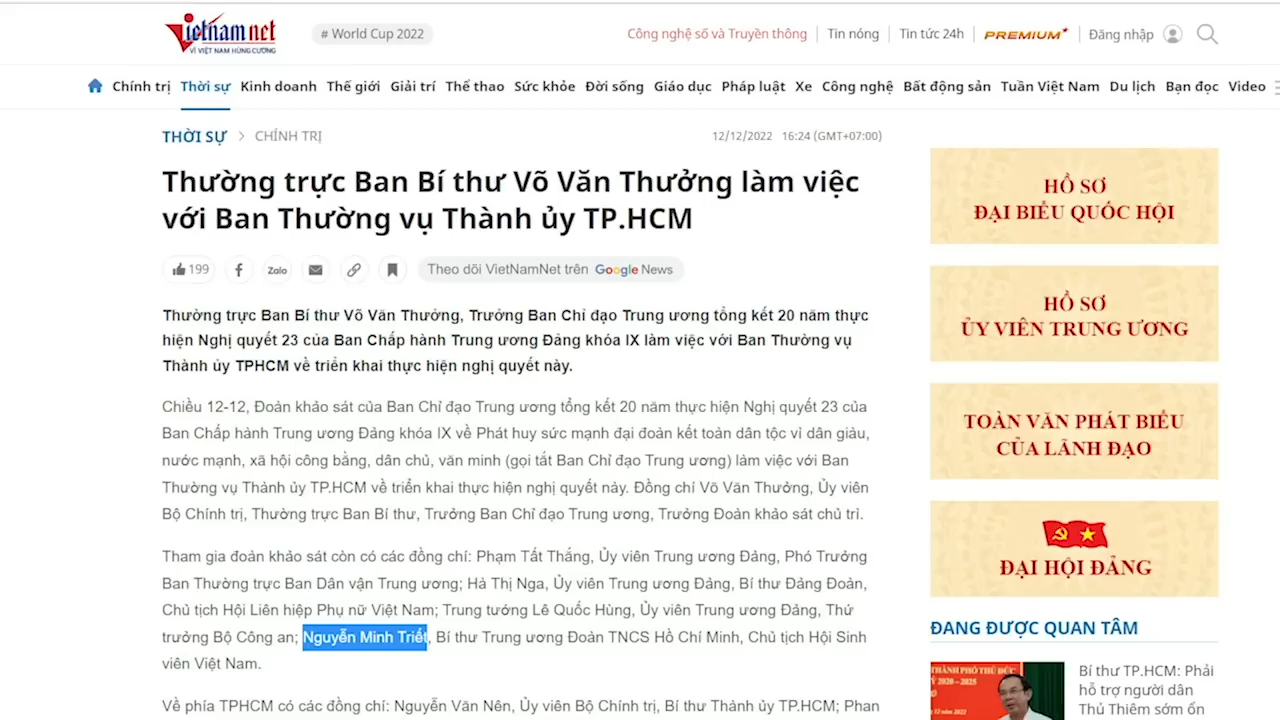 Vietnamnet
VÌ VIỆT NAM HÙNG CƯỜNG
# World Cup 2022
Công nghệ số và Truyền thông
Tin nóng
Tin tức 24h
PREMIUM
Đăng nhập
Chính trị Thời sự Kinh doanh Thế giới Giải trí Thể thao Sức khỏe Đời sống Giáo dục Pháp luật Xe Công nghệ Bất động sản Tuần Việt Nam Du lịch Bạn đọc Video
THỜI SỰ > CHÍNH TRỊ
12/12/2022 16:24 (GMT+07:00)
Thường trực Ban Bí thư Võ Văn Thưởng làm việc
với Ban Thường vụ Thành ủy TP.HCM
199
Zalo
Theo dõi VietNamNet trên Google News
Thường trực Ban Bí thư Võ Văn Thưởng, Trưởng Ban Chỉ đạo Trung ương tổng kết 20 năm thực
hiện Nghị quyết 23 của Ban Chấp hành Trung ương Đảng khóa IX làm việc với Ban Thường vụ
Thành ủy TPHCM về triển khai thực hiện nghị quyết này.
Chiều 12-12, Đoàn khảo sát của Ban Chỉ đạo Trung ương tổng kết 20 năm thực hiện Nghị quyết 23 của
Ban Chấp hành Trung ương Đảng khóa IX về Phát huy sức mạnh đại đoàn kết toàn dân tộc vì dân giàu,
nước mạnh, xã hội công bằng, dân chủ, văn minh (gọi tắt Ban Chỉ đạo Trung ương) làm việc với Ban
Thường vụ Thành ủy TP.HCM về triển khai thực hiện nghị quyết này. Đồng chí Võ Văn Thưởng, Ủy viên
Bộ Chính trị, Thường trực Ban Bí thư, Trưởng Ban Chỉ đạo Trung ương, Trưởng Đoàn khảo sát chủ trì.
Tham gia đoàn khảo sát còn có các đồng chí: Phạm Tất Thắng, Ủy viên Trung ương Đảng, Phó Trưởng
Ban Thường trực Ban Dân vận Trung ương; Hà Thị Nga, Ủy viên Trung ương Đảng, Bí thư Đảng Đoàn,
Chủ tịch Hội Liên hiệp Phụ nữ Việt Nam; Trung tướng Lê Quốc Hùng, Ủy viên Trung ương Đảng, Thứ
trưởng Bộ Công an; Nguyễn Minh Triết, Bí thư Trung ương Đoàn TNCS Hồ Chí Minh, Chủ tịch Hội Sinh
viên Việt Nam.
Về phía TPHCM có các đồng chí: Nguyễn Văn Nên, Ủy viên Bộ Chính trị, Bí thư Thành ủy TP.HCM; Phan
HỒ SƠ
ĐẠI BIỂU QUỐC HỘI
HỒ SƠ
ỦY VIÊN TRUNG ƯƠNG
TOÀN VĂN PHÁT BIỂU
CỦA LÃNH ĐẠO
ĐẠI HỘI ĐẢNG
ĐANG ĐƯỢC QUAN TÂM
THÀNH PHỐ THỦ ĐỨC
2020 - 2025
Bí thư TP.HCM: Phải
hỗ trợ người dân
Thủ Thiêm sớm ổn